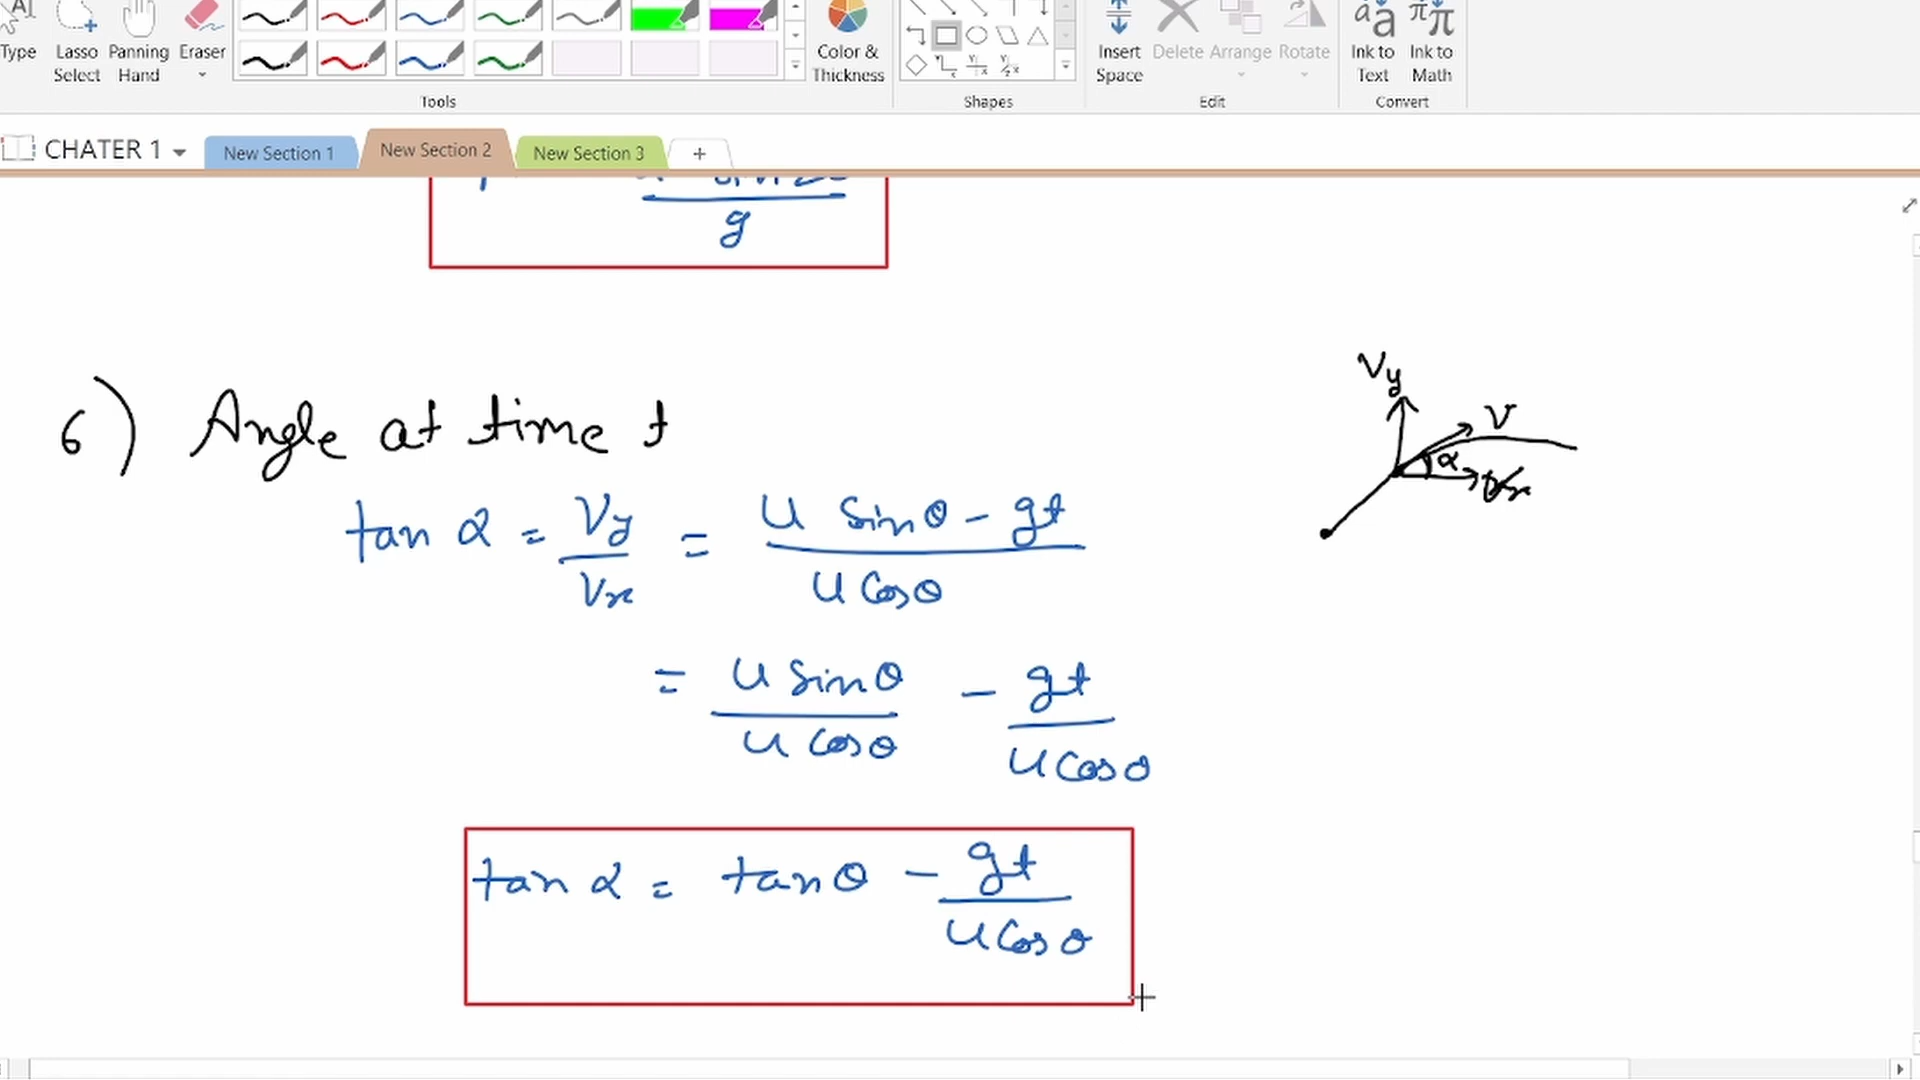 Type Lasso Select Panning Hand Eraser Color & Thickness Insert Space Delete Arrange Rotate Ink to Text Ink to Math
Tools Shapes Edit Convert
CHATER 1 New Section 1 New Section 2 New Section 3 +
g
6) Angle at time t
Vy
V
α
tan α = Vy/Vx = (u Sinθ - gt)/(u Cosθ)
= (u Sinθ)/(u Cosθ) - gt/(u Cosθ)
tan α = tanθ - gt/(u Cosθ)